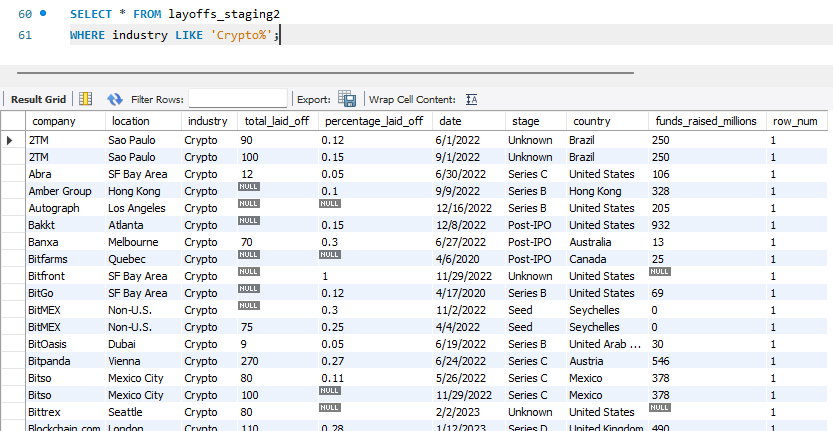 60 SELECT * FROM layoffs_staging2
61 WHERE industry LIKE 'Crypto%';
Result Grid Filter Rows: Export: Wrap Cell Content:
company location industry total_laid_off percentage_laid_off date stage country funds_raised_millions row_num
2TM Sao Paulo Crypto 90 0.12 6/1/2022 Unknown Brazil 250 1
2TM Sao Paulo Crypto 100 0.15 9/1/2022 Unknown Brazil 250 1
Abra SF Bay Area Crypto 12 0.05 6/30/2022 Series C United States 106 1
Amber Group Hong Kong Crypto NULL 0.1 9/9/2022 Series B Hong Kong 328 1
Autograph Los Angeles Crypto NULL NULL 12/16/2022 Series B United States 205 1
Bakkt Atlanta Crypto NULL 0.15 12/8/2022 Post-IPO United States 932 1
Banxa Melbourne Crypto 70 0.3 6/27/2022 Post-IPO Australia 13 1
Bitfarms Quebec Crypto NULL NULL 4/6/2020 Post-IPO Canada 25 1
Bitfront SF Bay Area Crypto NULL 1 11/29/2022 Unknown United States NULL 1
BitGo SF Bay Area Crypto NULL 0.12 4/17/2020 Series B United States 69 1
BitMEX Non-U.S. Crypto NULL 0.3 11/2/2022 Seed Seychelles 0 1
BitMEX Non-U.S. Crypto 75 0.25 4/4/2022 Seed Seychelles 0 1
BitOasis Dubai Crypto 9 0.05 6/19/2022 Series B United Arab ... 30 1
Bitpanda Vienna Crypto 270 0.27 6/24/2022 Series C Austria 546 1
Bitso Mexico City Crypto 80 0.11 5/26/2022 Series C Mexico 378 1
Bitso Mexico City Crypto 100 NULL 11/29/2022 Series C Mexico 378 1
Bittrex Seattle Crypto 80 NULL 2/2/2023 Unknown United States NULL 1
Blockchain.com London Crypto 110 0.28 1/12/2023 Series D United Kingdom 490 1